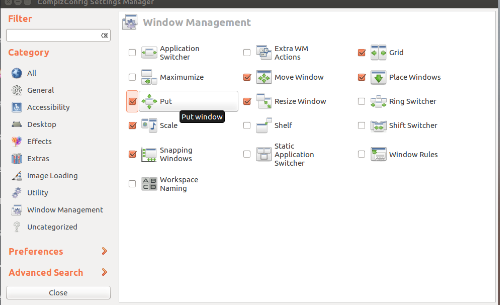 CompizConfig Settings Manager
Filter
Category
All
General
Accessibility
Desktop
Effects
Extras
Image Loading
Utility
Window Management
Uncategorized
Preferences
Advanced Search
Close
Window Management
Application
Switcher
Extra WM
Actions
Grid
Maximumize
Move Window
Place Windows
Put
Resize Window
Ring Switcher
Put window
Scale
Shelf
Shift Switcher
Snapping
Windows
Static
Application
Switcher
Window Rules
Workspace
Naming